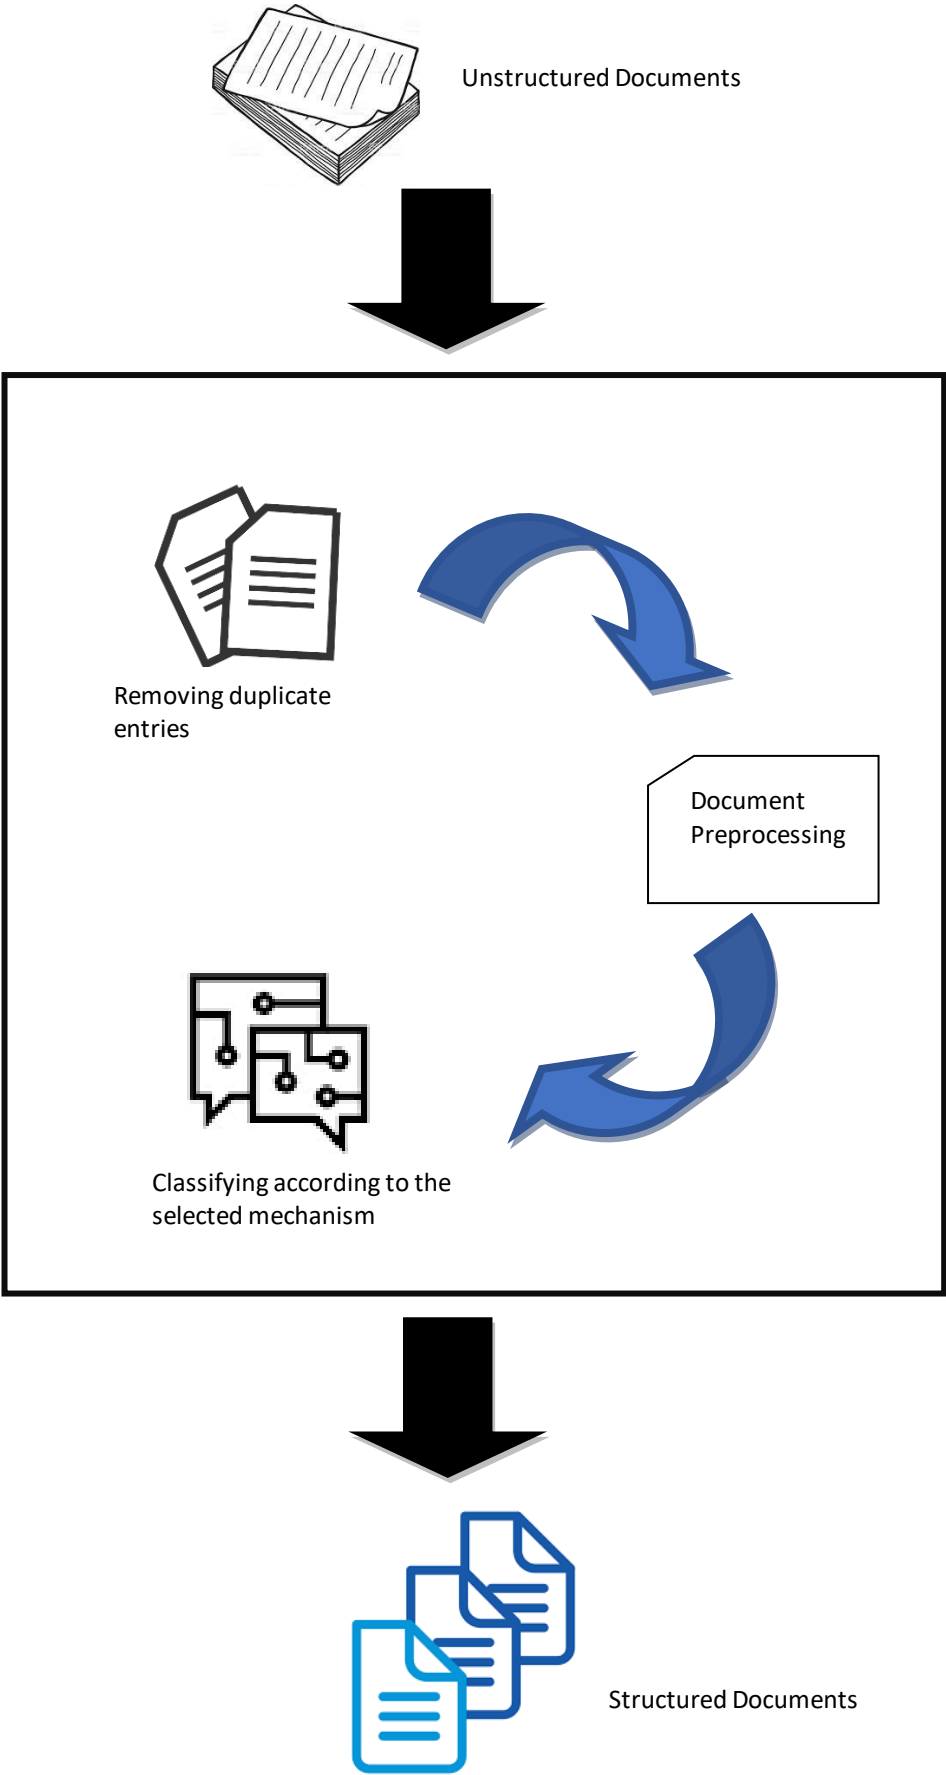 Unstructured Documents
Removing duplicate
entries
Document
Preprocessing
Classifying according to the
selected mechanism
Structured Documents